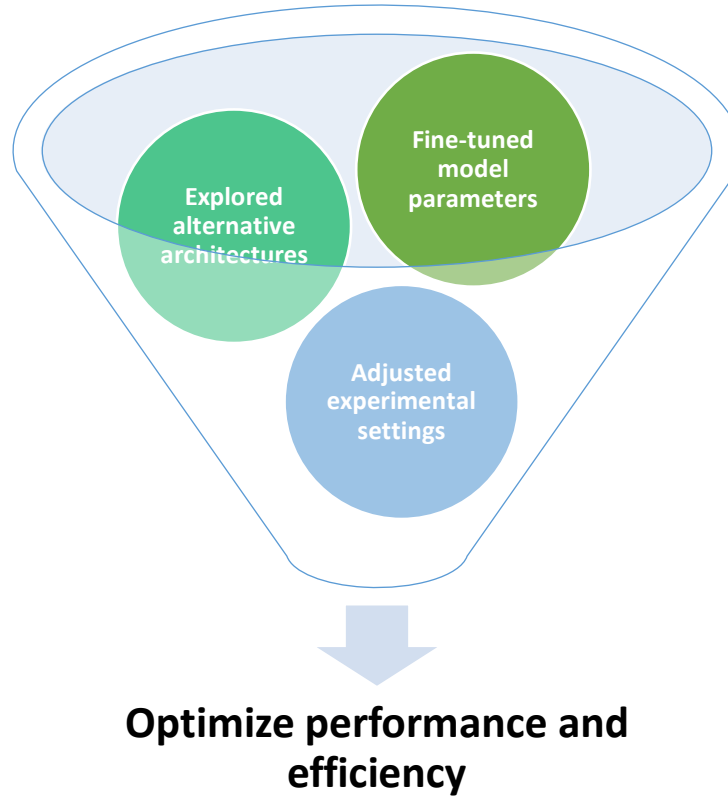 Fine-tuned
model
parameters
Explored
alternative
architectures
Adjusted
experimental
settings
Optimize performance and
efficiency